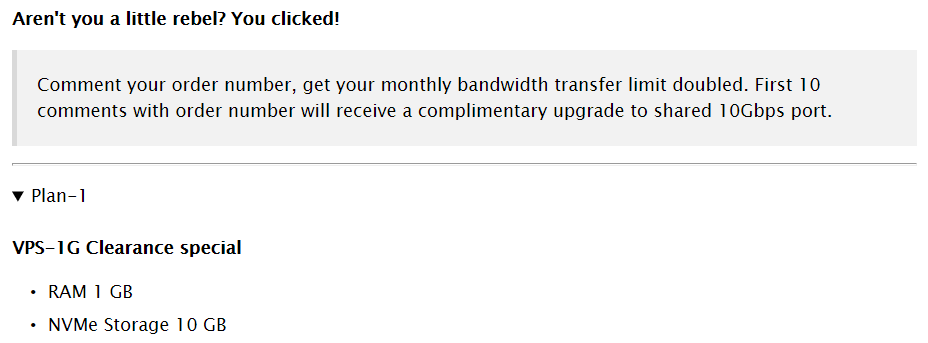 Aren't you a little rebel? You clicked!
Comment your order number, get your monthly bandwidth transfer limit doubled. First 10
comments with order number will receive a complimentary upgrade to shared 10Gbps port.
▼ Plan-1
VPS-1G Clearance special
• RAM 1 GB
• NVMe Storage 10 GB